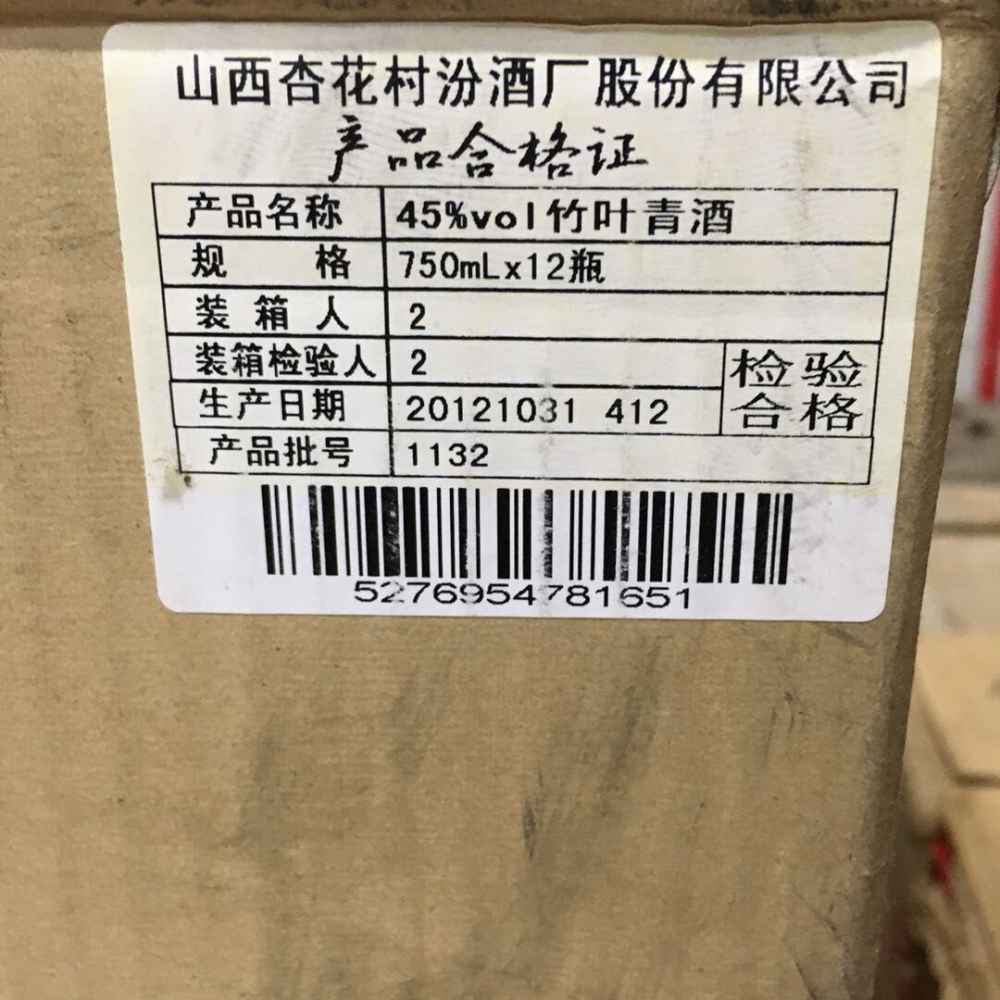 山西杏花村汾酒厂股份有限公司
产品合格证
产品名称 45%vol竹叶青酒
规 格 750mLx12瓶
装 箱 人 2
装箱检验人 2 检验
生产日期 20121031 412 合格
产品批号 1132
5276954781651